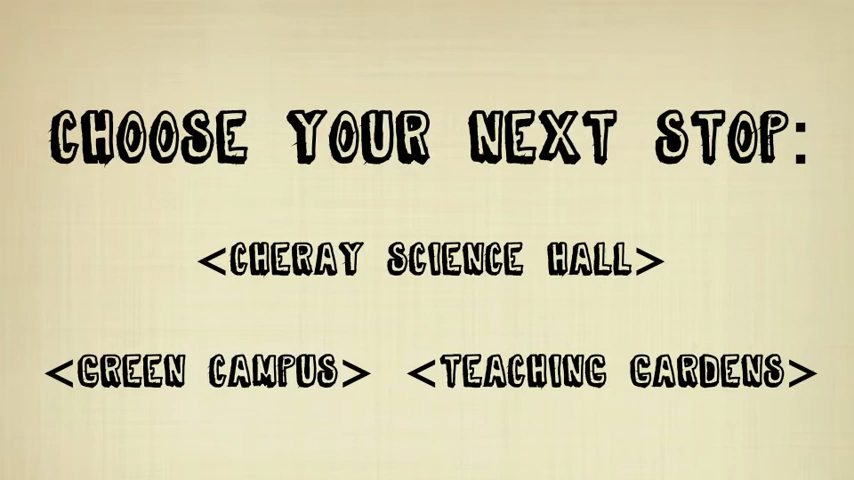 CHOOSE YOUR NEXT STOP:
<CHERAY SCIENCE HALL>
<GREEN CAMPUS> <TEACHING GARDENS>